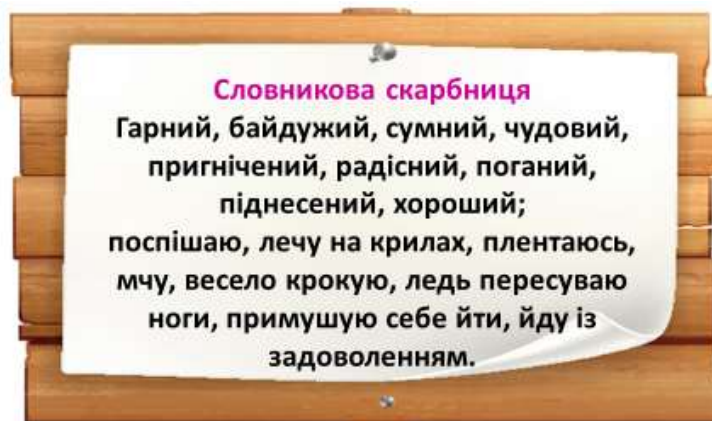 Словникова скарбниця
Гарний, байдужий, сумний, чудовий,
пригнічений, радісний, поганий,
піднесений, хороший;
поспішаю, лечу на крилах, плентаюсь,
мчу, весело крокую, ледь пересуваю
ноги, примушую себе йти, йду із
задоволенням.